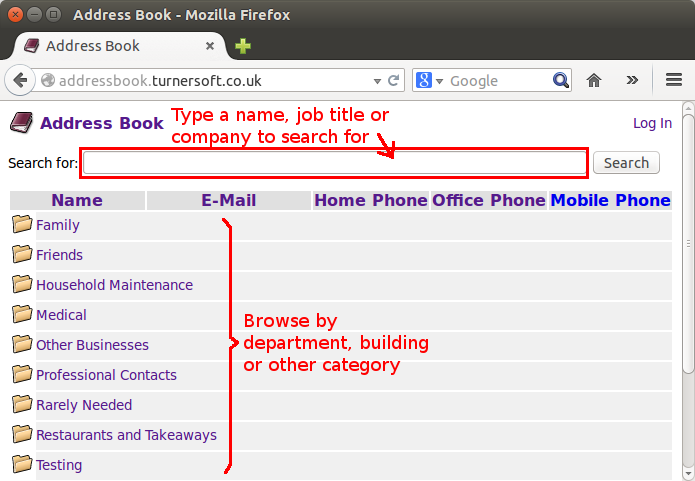 Address Book - Mozilla Firefox
Address Book
addressbook.turnersoft.co.uk
Google
Address Book
Type a name, job title or
company to search for
Log In
Search for:
Search
Name E-Mail Home Phone Office Phone Mobile Phone
Family
Friends
Household Maintenance
Medical
Other Businesses
Professional Contacts
Rarely Needed
Restaurants and Takeaways
Testing
Browse by
department, building
or other category